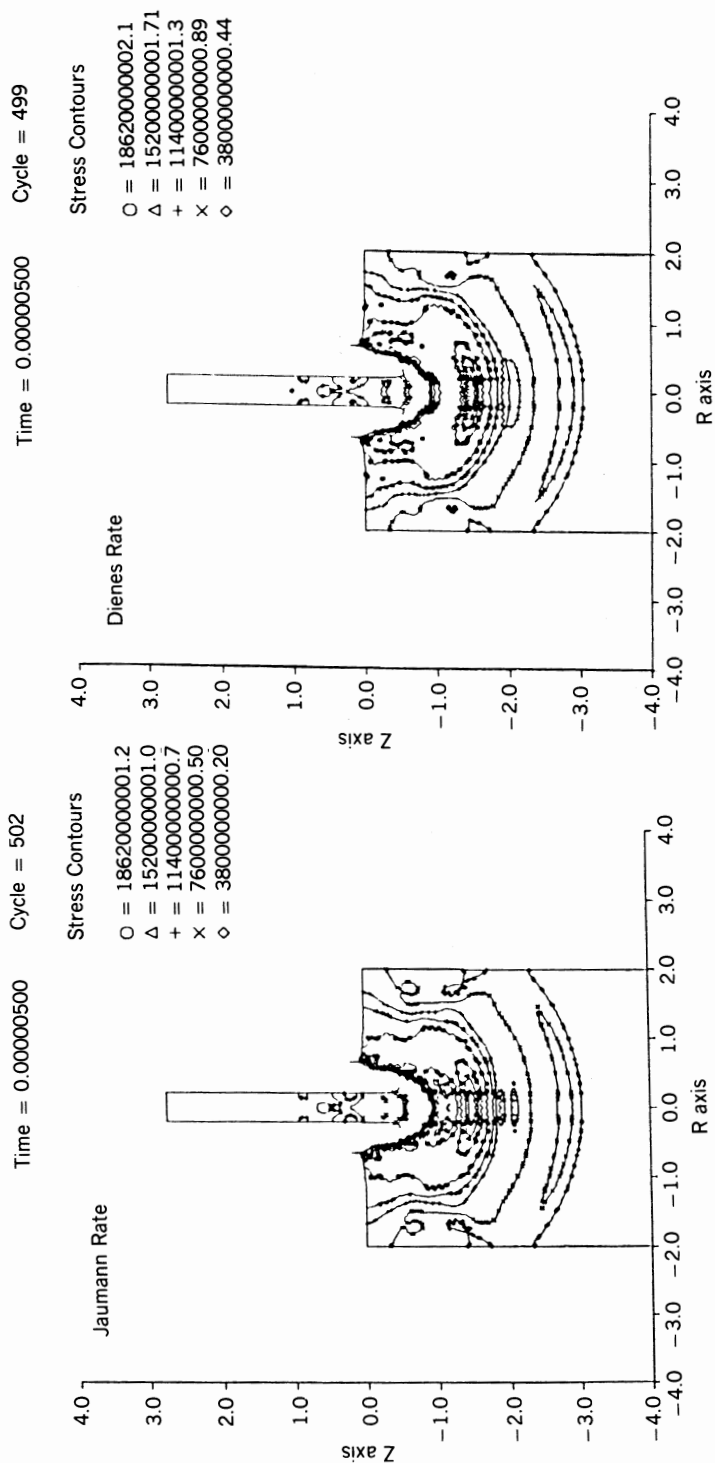 Time = 0.00000500 Cycle = 502
Jaumann Rate
Stress Contours
○ = 18620000001.2
△ = 15200000001.0
+ = 11400000000.7
× = 7600000000.50
◇ = 3800000000.20
4.0
3.0
2.0
1.0
0.0
−1.0
−2.0
−3.0
−4.0
Z axis
−4.0 −3.0 −2.0 −1.0 0.0 1.0 2.0 3.0 4.0
R axis
Time = 0.00000500 Cycle = 499
Dienes Rate
Stress Contours
○ = 18620000002.1
△ = 15200000001.71
+ = 11400000001.3
× = 7600000000.89
◇ = 3800000000.44
4.0
3.0
2.0
1.0
0.0
−1.0
−2.0
−3.0
−4.0
Z axis
−4.0 −3.0 −2.0 −1.0 0.0 1.0 2.0 3.0 4.0
R axis